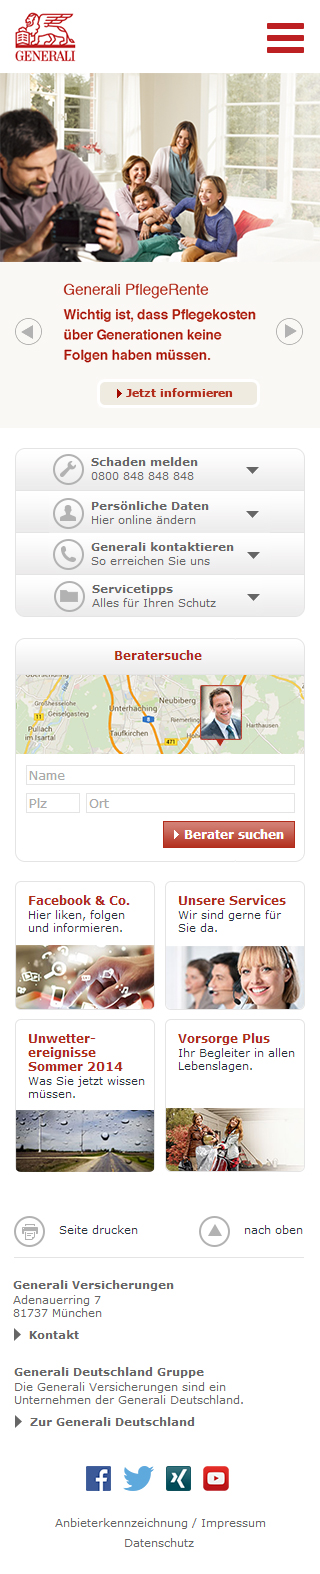 GENERALI
Generali PflegeRente
Wichtig ist, dass Pflegekosten
über Generationen keine
Folgen haben müssen.
Jetzt informieren
Schaden melden
0800 848 848 848
Persönliche Daten
Hier online ändern
Generali kontaktieren
So erreichen Sie uns
Servicetipps
Alles für Ihren Schutz
Beratersuche
Grosshesselohe
Neubiberg
11
Geiselgasteig
Unterhaching
8
Riemerling
Pullach
im Isartal
Taufkirchen
471
Harthausen
Name
Plz
Ort
Berater suchen
Facebook & Co.
Hier liken, folgen
und informieren.
Unsere Services
Wir sind gerne für
Sie da.
Unwetter-
ereignisse
Sommer 2014
Was Sie jetzt wissen
müssen.
Vorsorge Plus
Ihr Begleiter in allen
Lebenslagen.
Seite drucken
nach oben
Generali Versicherungen
Adenauerring 7
81737 München
Kontakt
Generali Deutschland Gruppe
Die Generali Versicherungen sind ein
Unternehmen der Generali Deutschland.
Zur Generali Deutschland
Anbieterkennzeichnung / Impressum
Datenschutz